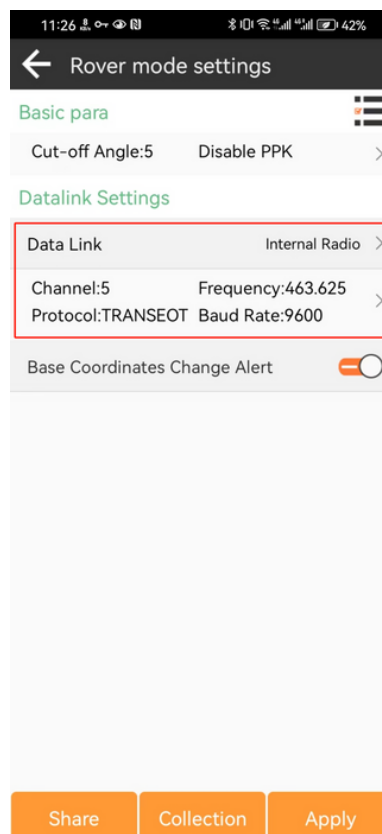 11:26 42%
Rover mode settings
Basic para
Cut-off Angle:5 Disable PPK
Datalink Settings
Data Link Internal Radio
Channel:5 Frequency:463.625
Protocol:TRANSEOT Baud Rate:9600
Base Coordinates Change Alert
Share Collection Apply